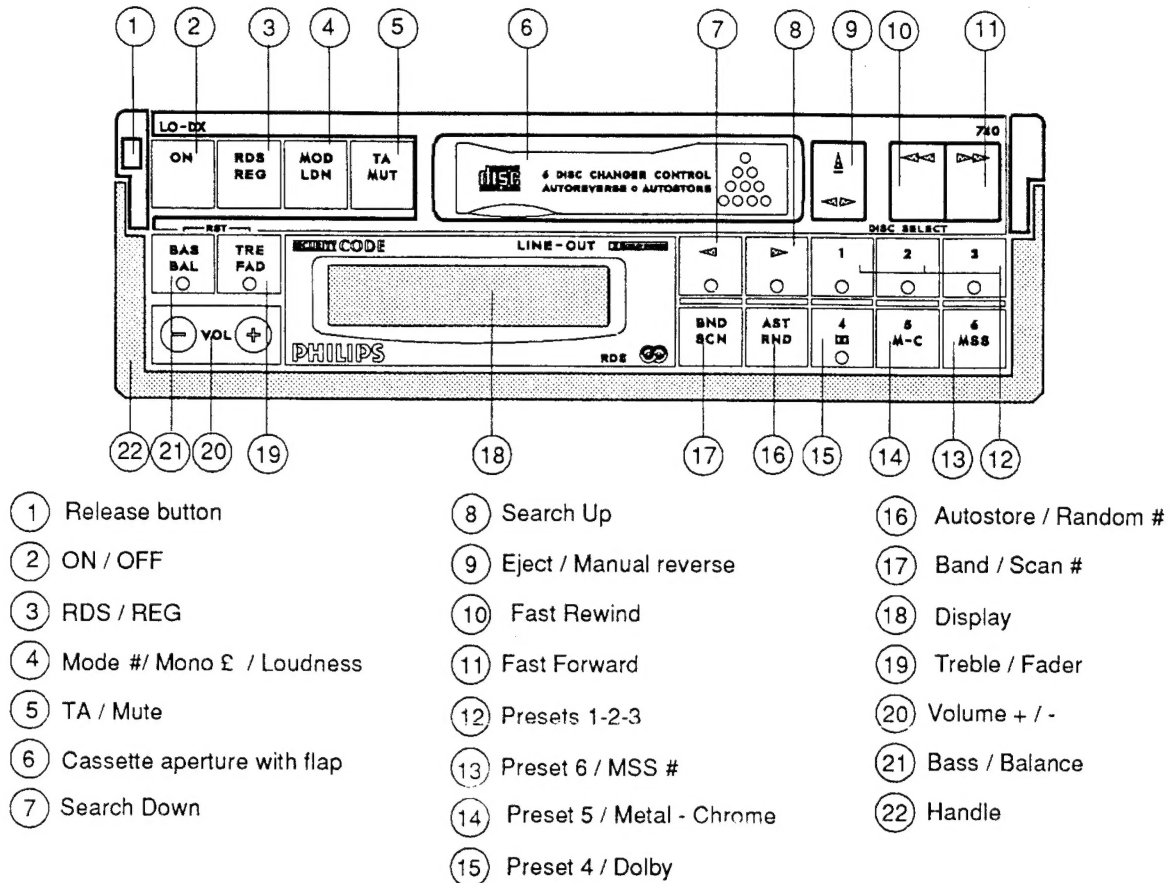 1 2 3 4 5 6 7 8 9 10 11
LO-DX 7X0
ON RDS REG MOD LDN TA MUT
disc 6 DISC CHANGER CONTROL
AUTOREVERSE o AUTOSTORE
RST DISC SELECT
BAS BAL TRE FAD
SECURITY CODE LINE-OUT
1 2 3
− VOL +
BND SCN AST RND 4 5 M-C 6 MSS
PHILIPS RDS
22 21 20 19 18 17 16 15 14 13 12
1 Release button
2 ON / OFF
3 RDS / REG
4 Mode #/ Mono £ / Loudness
5 TA / Mute
6 Cassette aperture with flap
7 Search Down
8 Search Up
9 Eject / Manual reverse
10 Fast Rewind
11 Fast Forward
12 Presets 1-2-3
13 Preset 6 / MSS #
14 Preset 5 / Metal - Chrome
15 Preset 4 / Dolby
16 Autostore / Random #
17 Band / Scan #
18 Display
19 Treble / Fader
20 Volume + / -
21 Bass / Balance
22 Handle